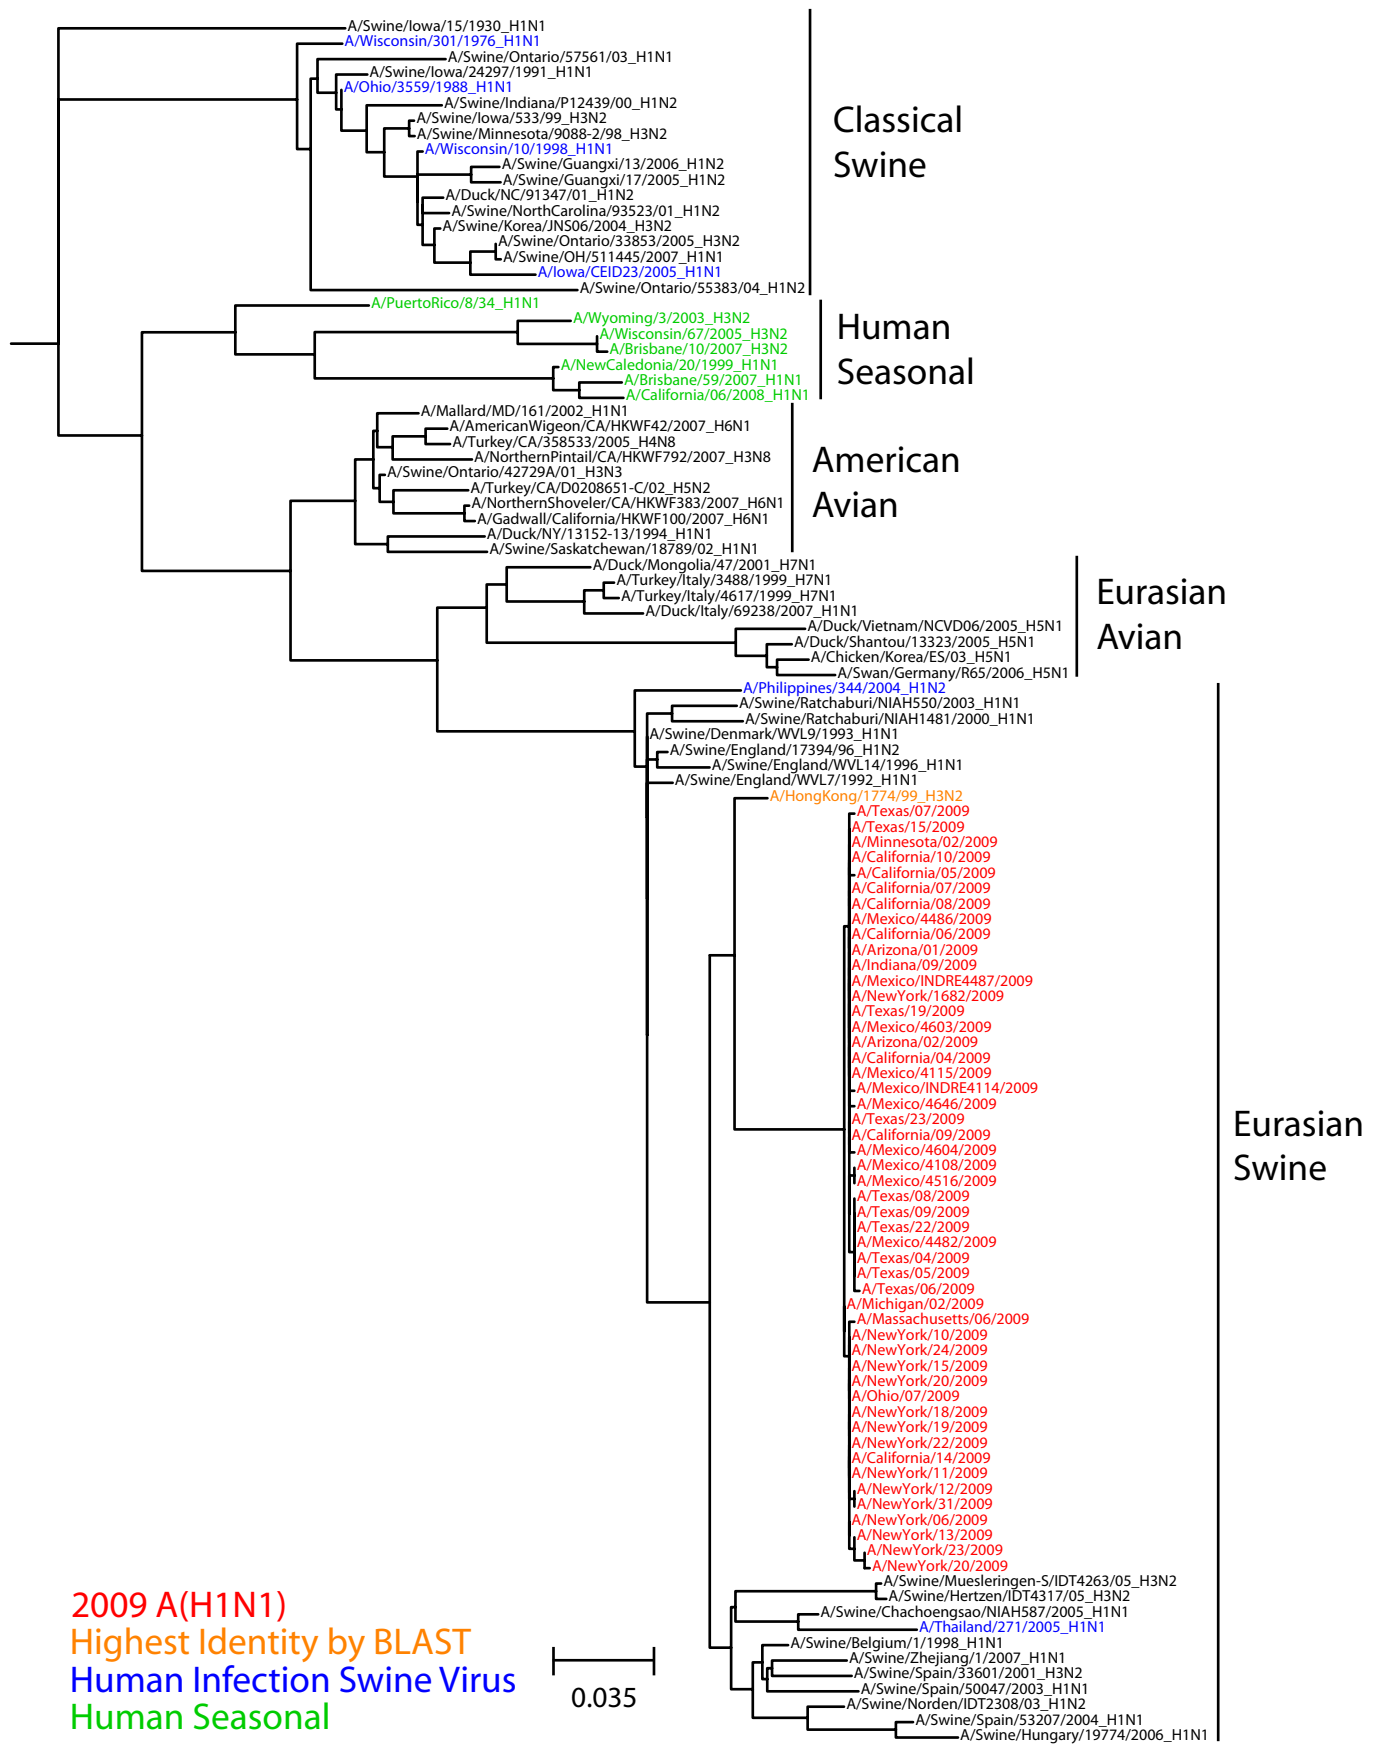 A/Swine/Iowa/15/1930_H1N1
A/Wisconsin/301/1976_H1N1
A/Swine/Ontario/57561/03_H1N1
A/Swine/Iowa/24297/1991_H1N1
A/Ohio/3559/1988_H1N1
A/Swine/Indiana/P12439/00_H1N2
A/Swine/Iowa/533/99_H3N2
A/Swine/Minnesota/9088-2/98_H3N2
A/Wisconsin/10/1998_H1N1
A/Swine/Guangxi/13/2006_H1N2
A/Swine/Guangxi/17/2005_H1N2
A/Duck/NC/91347/01_H1N2
A/Swine/NorthCarolina/93523/01_H1N2
A/Swine/Korea/JNS06/2004_H3N2
A/Swine/Ontario/33853/2005_H3N2
A/Swine/OH/511445/2007_H1N1
A/Iowa/CEID23/2005_H1N1
A/Swine/Ontario/55383/04_H1N2
Classical
Swine
A/PuertoRico/8/34_H1N1
A/Wyoming/3/2003_H3N2
A/Wisconsin/67/2005_H3N2
A/Brisbane/10/2007_H3N2
A/NewCaledonia/20/1999_H1N1
A/Brisbane/59/2007_H1N1
A/California/06/2008_H1N1
Human
Seasonal
A/Mallard/MD/161/2002_H1N1
A/AmericanWigeon/CA/HKWF42/2007_H6N1
A/Turkey/CA/358533/2005_H4N8
A/NorthernPintail/CA/HKWF792/2007_H3N8
A/Swine/Ontario/42729A/01_H3N3
A/Turkey/CA/D0208651-C/02_H5N2
A/NorthernShoveler/CA/HKWF383/2007_H6N1
A/Gadwall/California/HKWF100/2007_H6N1
A/Duck/NY/13152-13/1994_H1N1
A/Swine/Saskatchewan/18789/02_H1N1
American
Avian
A/Duck/Mongolia/47/2001_H7N1
A/Turkey/Italy/3488/1999_H7N1
A/Turkey/Italy/4617/1999_H7N1
A/Duck/Italy/69238/2007_H1N1
A/Duck/Vietnam/NCVD06/2005_H5N1
A/Duck/Shantou/13323/2005_H5N1
A/Chicken/Korea/ES/03_H5N1
A/Swan/Germany/R65/2006_H5N1
Eurasian
Avian
A/Philippines/344/2004_H1N2
A/Swine/Ratchaburi/NIAH550/2003_H1N1
A/Swine/Ratchaburi/NIAH1481/2000_H1N1
A/Swine/Denmark/WVL9/1993_H1N1
A/Swine/England/17394/96_H1N2
A/Swine/England/WVL14/1996_H1N1
A/Swine/England/WVL7/1992_H1N1
A/HongKong/1774/99_H3N2
A/Texas/07/2009
A/Texas/15/2009
A/Minnesota/02/2009
A/California/10/2009
A/California/05/2009
A/California/07/2009
A/California/08/2009
A/Mexico/4486/2009
A/California/06/2009
A/Arizona/01/2009
A/Indiana/09/2009
A/Mexico/INDRE4487/2009
A/NewYork/1682/2009
A/Texas/19/2009
A/Mexico/4603/2009
A/Arizona/02/2009
A/California/04/2009
A/Mexico/4115/2009
A/Mexico/INDRE4114/2009
A/Mexico/4646/2009
A/Texas/23/2009
A/California/09/2009
A/Mexico/4604/2009
A/Mexico/4108/2009
A/Mexico/4516/2009
A/Texas/08/2009
A/Texas/09/2009
A/Texas/22/2009
A/Mexico/4482/2009
A/Texas/04/2009
A/Texas/05/2009
A/Texas/06/2009
A/Michigan/02/2009
A/Massachusetts/06/2009
A/NewYork/10/2009
A/NewYork/24/2009
A/NewYork/15/2009
A/NewYork/20/2009
A/Ohio/07/2009
A/NewYork/18/2009
A/NewYork/19/2009
A/NewYork/22/2009
A/California/14/2009
A/NewYork/11/2009
A/NewYork/12/2009
A/NewYork/31/2009
A/NewYork/06/2009
A/NewYork/13/2009
A/NewYork/23/2009
A/NewYork/20/2009
A/Swine/Muesleringen-S/IDT4263/05_H3N2
A/Swine/Hertzen/IDT4317/05_H3N2
A/Swine/Chachoengsao/NIAH587/2005_H1N1
A/Thailand/271/2005_H1N1
A/Swine/Belgium/1/1998_H1N1
A/Swine/Zhejiang/1/2007_H1N1
A/Swine/Spain/33601/2001_H3N2
A/Swine/Spain/50047/2003_H1N1
A/Swine/Norden/IDT2308/03_H1N2
A/Swine/Spain/53207/2004_H1N1
A/Swine/Hungary/19774/2006_H1N1
Eurasian
Swine
2009 A(H1N1)
Highest Identity by BLAST
Human Infection Swine Virus
Human Seasonal
0.035